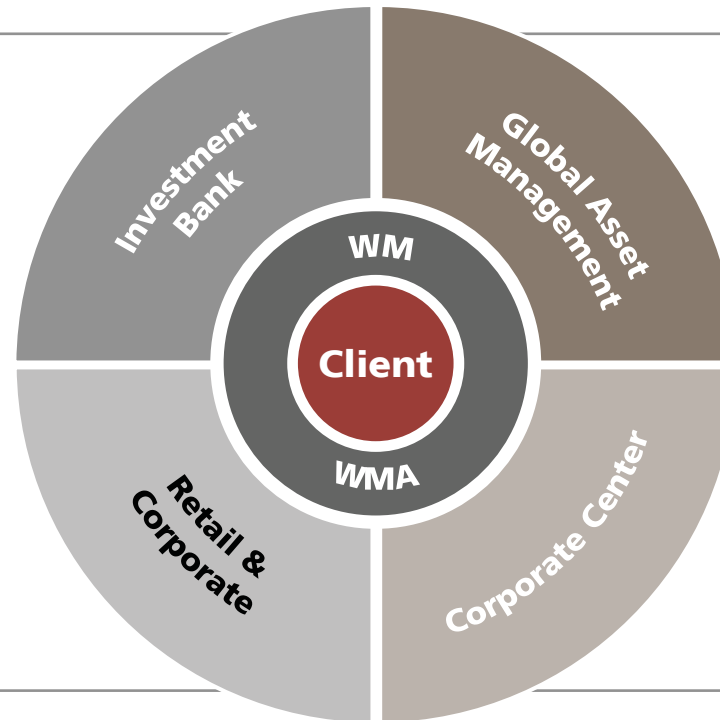 Investment
Bank
Global Asset
Management
WM
Client
WMA
Retail &
Corporate
Corporate Center